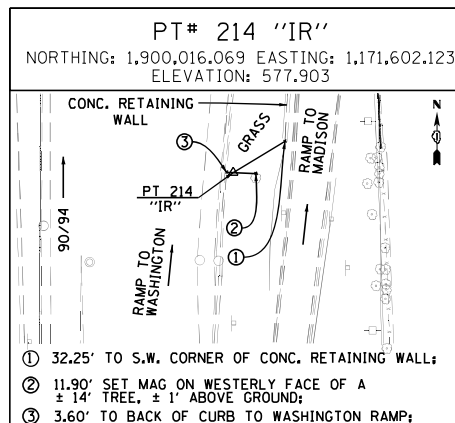 PT# 214 "IR"
NORTHING: 1,900,016.069 EASTING: 1,171,602.123
ELEVATION: 577.903
CONC. RETAINING
WALL
GRASS
RAMP TO
MADISON
N
3
90/94
PT 214
"IR"
2
1
RAMP TO
WASHINGTON
1 32.25' TO S.W. CORNER OF CONC. RETAINING WALL;
2 11.90' SET MAG ON WESTERLY FACE OF A
± 14' TREE, ± 1' ABOVE GROUND;
3 3.60' TO BACK OF CURB TO WASHINGTON RAMP;